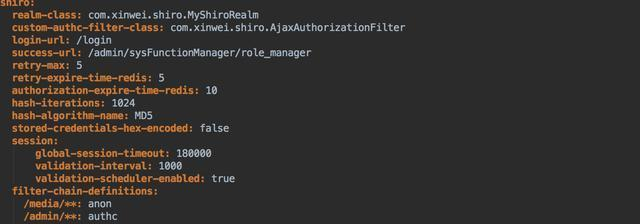 shiro:
realm-class: com.xinwei.shiro.MyShiroRealm
custom-authc-filter-class: com.xinwei.shiro.AjaxAuthorizationFilter
login-url: /login
success-url: /admin/sysFunctionManager/role_manager
retry-max: 5
retry-expire-time-redis: 5
authorization-expire-time-redis: 10
hash-iterations: 1024
hash-algorithm-name: MD5
stored-credentials-hex-encoded: false
session:
global-session-timeout: 180000
validation-interval: 1000
validation-scheduler-enabled: true
filter-chain-definitions:
/media/**: anon
/admin/**: authc